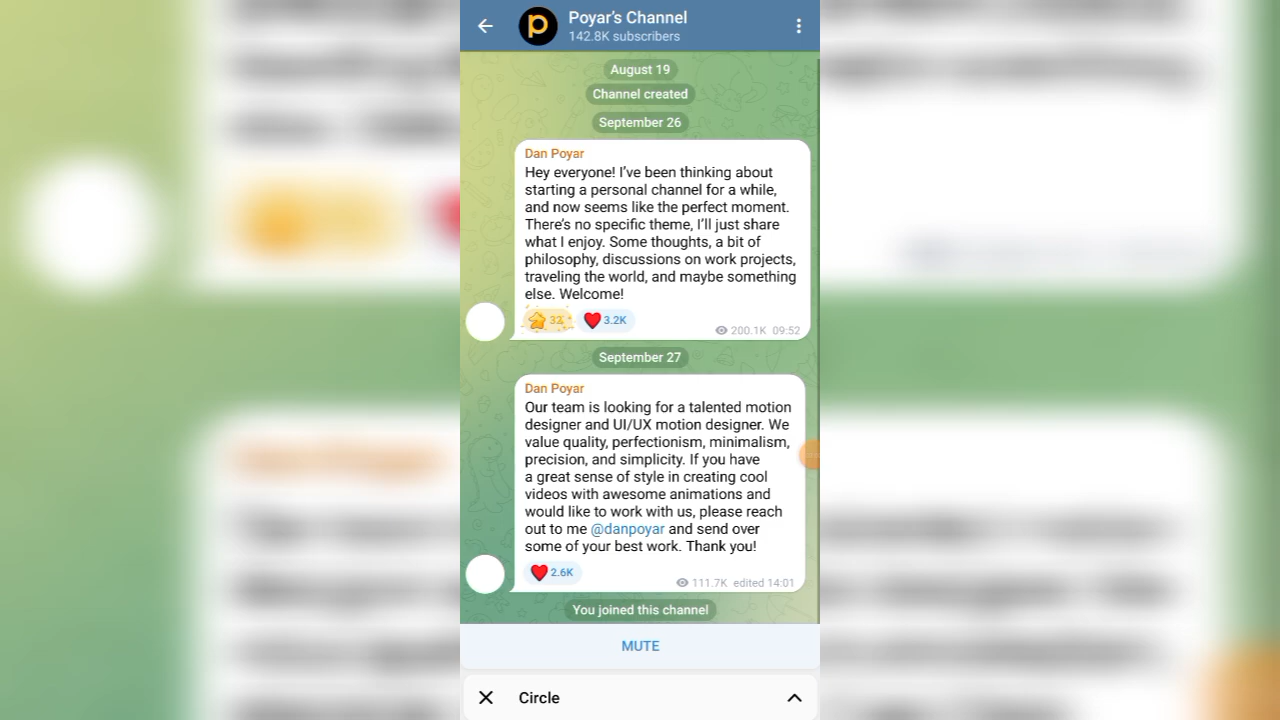 Poyar's Channel
142.8K subscribers
August 19
Channel created
September 26
Dan Poyar
Hey everyone! I've been thinking about
starting a personal channel for a while,
and now seems like the perfect moment.
There's no specific theme, I'll just share
what I enjoy. Some thoughts, a bit of
philosophy, discussions on work projects,
traveling the world, and maybe something
else. Welcome!
32 3.2K
200.1K 09:52
September 27
Dan Poyar
Our team is looking for a talented motion
designer and UI/UX motion designer. We
value quality, perfectionism, minimalism,
precision, and simplicity. If you have
a great sense of style in creating cool
videos with awesome animations and
would like to work with us, please reach
out to me @danpoyar and send over
some of your best work. Thank you!
2.6K
111.7K edited 14:01
You joined this channel
MUTE
Circle